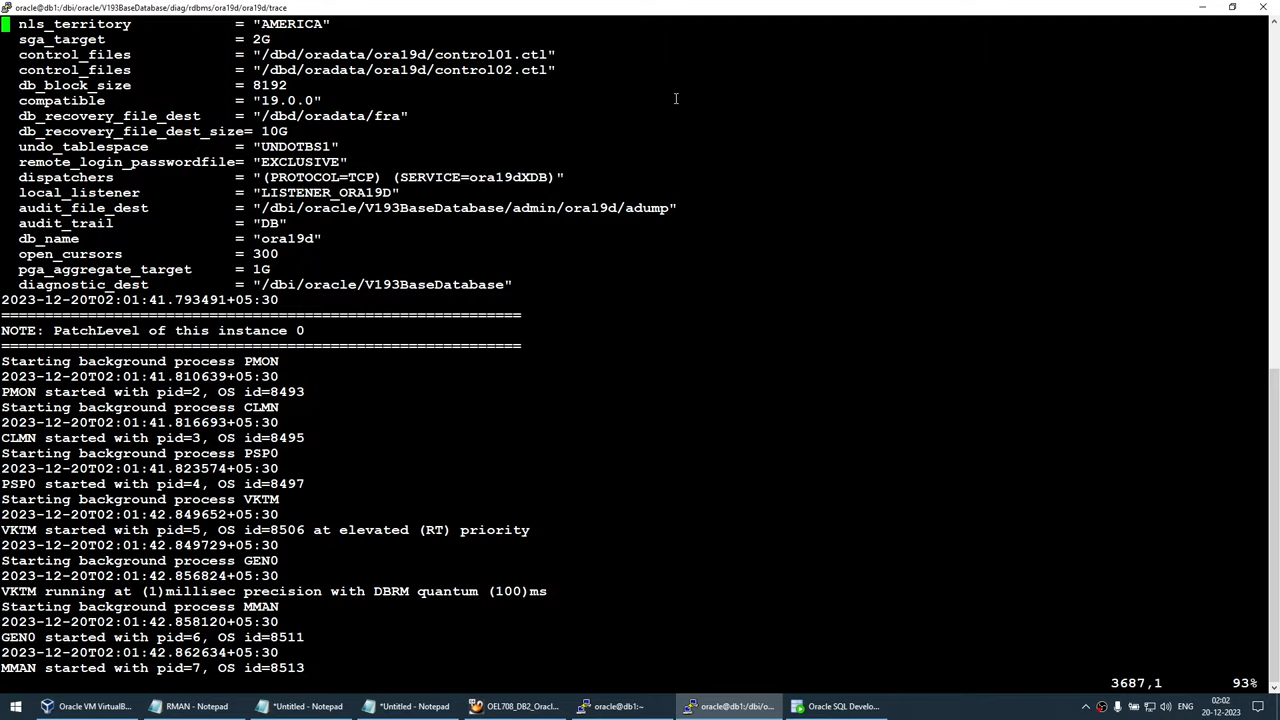 oracle@db1:/dbi/oracle/V193BaseDatabase/diag/rdbms/ora19d/ora19d/trace
nls_territory = "AMERICA"
sga_target = 2G
control_files = "/dbd/oradata/ora19d/control01.ctl"
control_files = "/dbd/oradata/ora19d/control02.ctl"
db_block_size = 8192
compatible = "19.0.0"
db_recovery_file_dest = "/dbd/oradata/fra"
db_recovery_file_dest_size= 10G
undo_tablespace = "UNDOTBS1"
remote_login_passwordfile= "EXCLUSIVE"
dispatchers = "(PROTOCOL=TCP) (SERVICE=ora19dXDB)"
local_listener = "LISTENER_ORA19D"
audit_file_dest = "/dbi/oracle/V193BaseDatabase/admin/ora19d/adump"
audit_trail = "DB"
db_name = "ora19d"
open_cursors = 300
pga_aggregate_target = 1G
diagnostic_dest = "/dbi/oracle/V193BaseDatabase"
2023-12-20T02:01:41.793491+05:30
============================================================
NOTE: PatchLevel of this instance 0
============================================================
Starting background process PMON
2023-12-20T02:01:41.810639+05:30
PMON started with pid=2, OS id=8493
Starting background process CLMN
2023-12-20T02:01:41.816693+05:30
CLMN started with pid=3, OS id=8495
Starting background process PSP0
2023-12-20T02:01:41.823574+05:30
PSP0 started with pid=4, OS id=8497
Starting background process VKTM
2023-12-20T02:01:42.849652+05:30
VKTM started with pid=5, OS id=8506 at elevated (RT) priority
2023-12-20T02:01:42.849729+05:30
Starting background process GEN0
2023-12-20T02:01:42.856824+05:30
VKTM running at (1)millisec precision with DBRM quantum (100)ms
Starting background process MMAN
2023-12-20T02:01:42.858120+05:30
GEN0 started with pid=6, OS id=8511
2023-12-20T02:01:42.862634+05:30
MMAN started with pid=7, OS id=8513
3687,1 93%
Oracle VM VirtualB... RMAN - Notepad *Untitled - Notepad *Untitled - Notepad OEL708_DB2_Oracl... oracle@db1:~ oracle@db1:/dbi/o... Oracle SQL Develo... ENG 02:02
20-12-2023